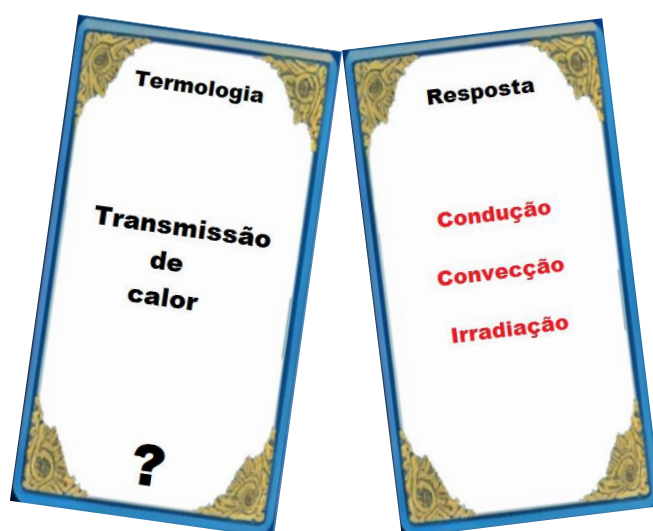 Termologia
Transmissão
de
calor
?
Resposta
Condução
Convecção
Irradiação